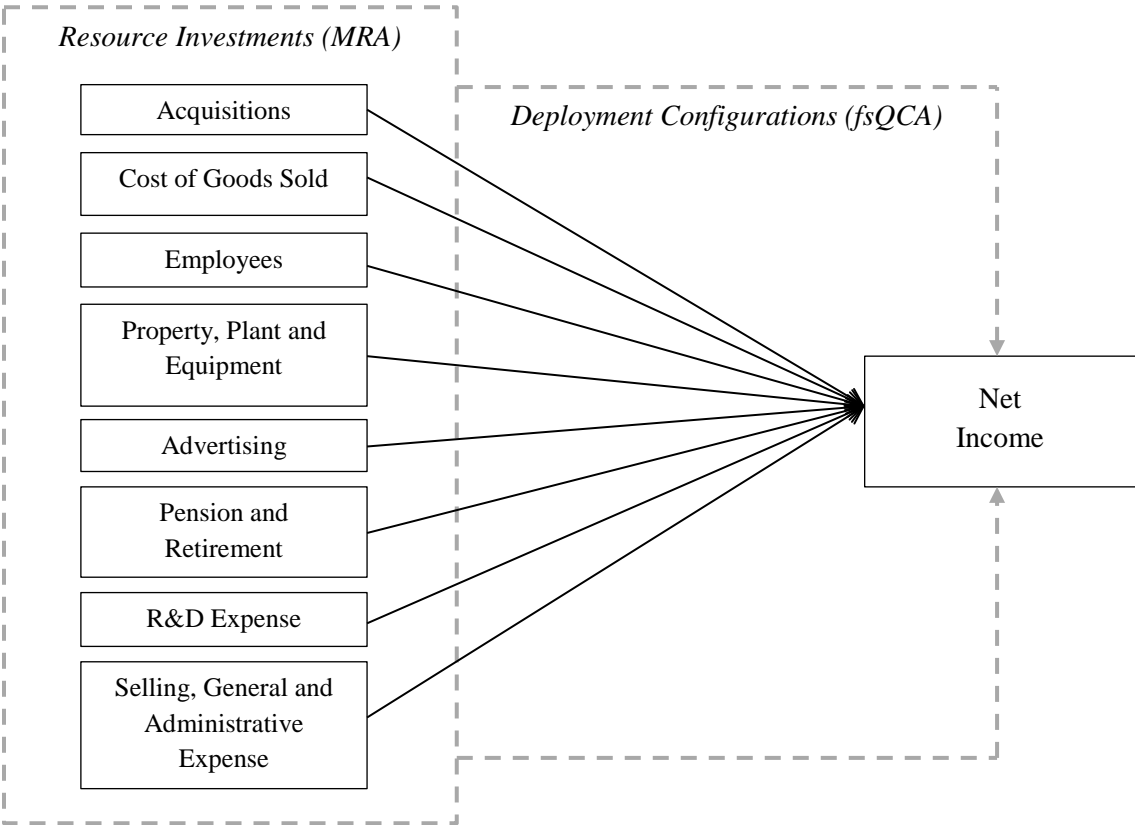 Resource Investments (MRA)
Deployment Configurations (fsQCA)
Acquisitions
Cost of Goods Sold
Employees
Property, Plant and
Equipment
Advertising
Pension and
Retirement
R&D Expense
Selling, General and
Administrative
Expense
Net
Income